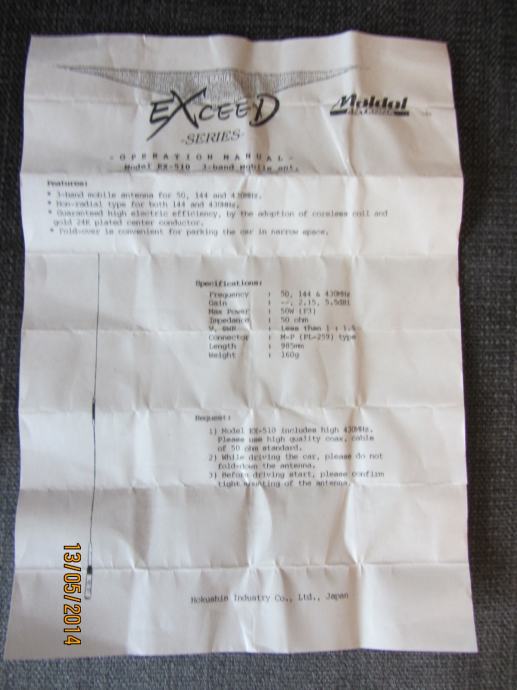 EXCEED
-SERIES-
Maldol
-OPERATION MANUAL-
Model EX-510 3-band mobile ant.
Features:
* 3-band mobile antenna for 50, 144 and 430MHz.
* Non-radial type for both 144 and 430MHz.
* Guaranteed high electric efficiency, by the adoption of coreless coil and
gold 24K plated center conductor.
* Fold-over is convenient for parking the car in narrow space.
Specifications:
Frequency : 50, 144 & 430MHz
Gain : --, 2.15, 5.5dBi
Max Power : 50W (F3)
Impedance : 50 ohm
V. SWR : Less than 1 : 1.5
Connector : M-P (PL-259) type
Length : 985mm
Weight : 160g
Request:
1) Model EX-510 includes high 430MHz.
Please use high quality coax, cable
of 50 ohm standard.
2) While driving the car, please do not
fold-down the antenna.
3) Before driving start, please confirm
tight mounting of the antenna.
Hokushin Industry Co., Ltd., Japan
13/05/2014